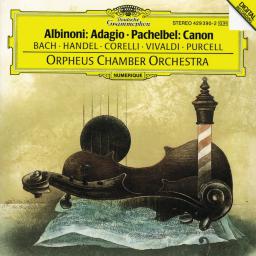 Deutsche
Grammophon
STEREO 429 390-2
DIGITAL
Albinoni: Adagio · Pachelbel: Canon
BACH · HANDEL · CORELLI · VIVALDI · PURCELL
ORPHEUS CHAMBER ORCHESTRA
NUMERIQUE